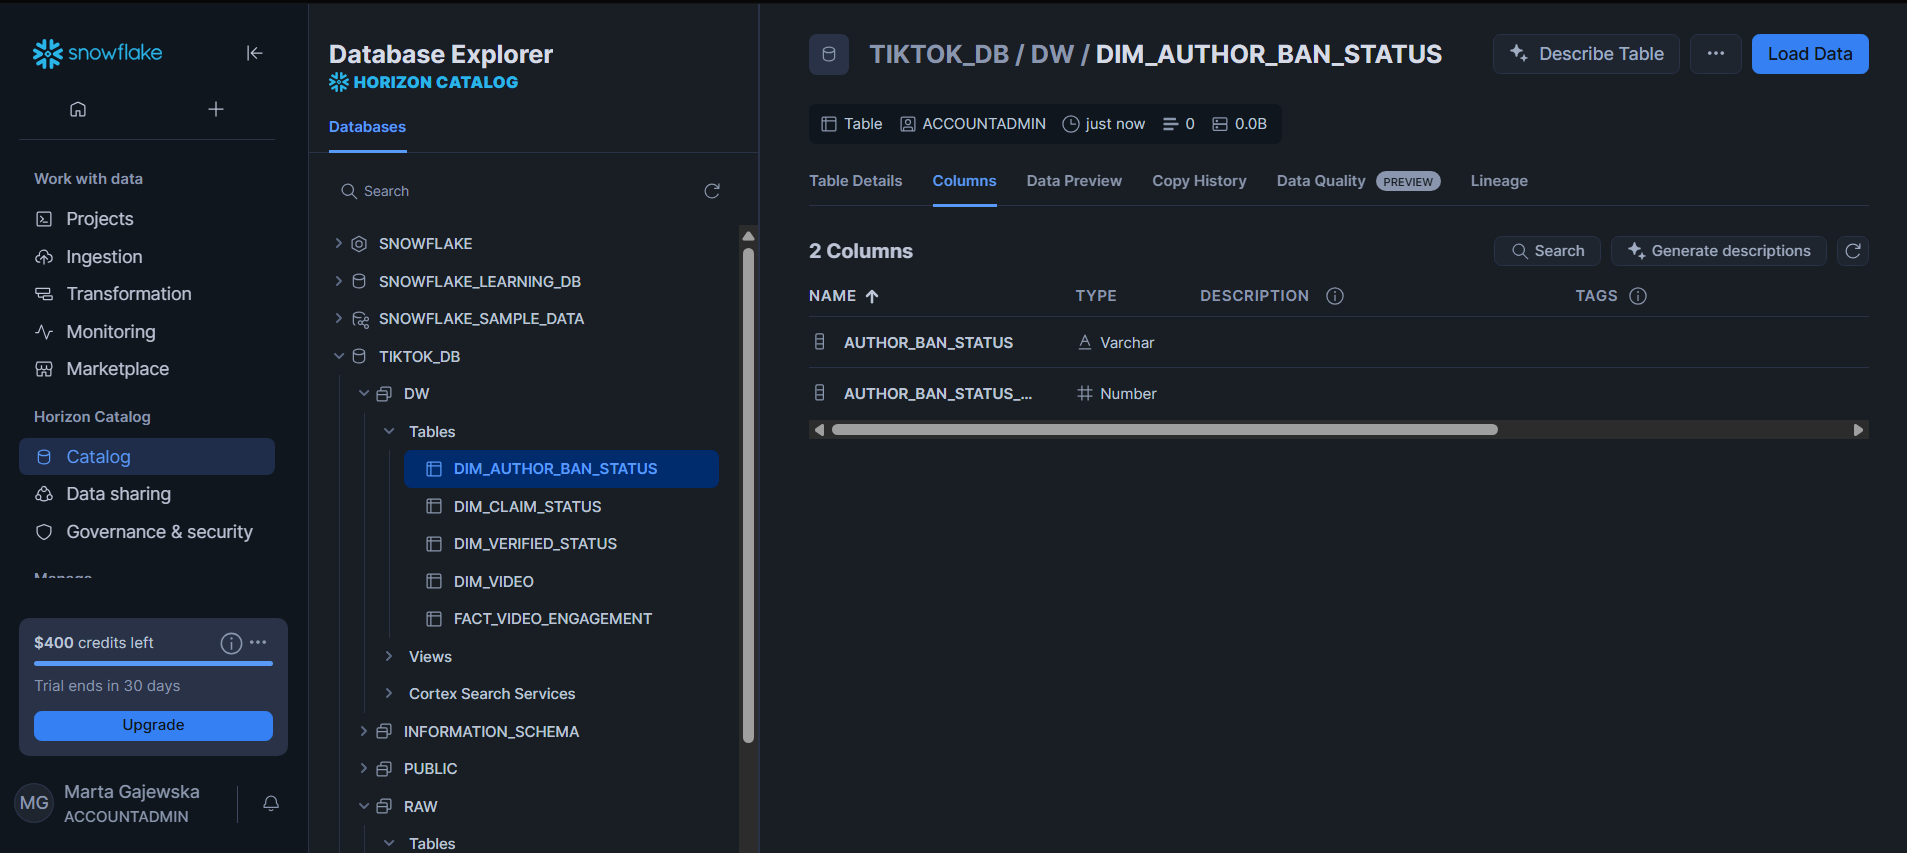 snowflake
Work with data
Projects
Ingestion
Transformation
Monitoring
Marketplace
Horizon Catalog
Catalog
Data sharing
Governance & security
Manage
$400 credits left
Trial ends in 30 days
Upgrade
MG
Marta Gajewska
ACCOUNTADMIN
Database Explorer
HORIZON CATALOG
Databases
Search
SNOWFLAKE
SNOWFLAKE_LEARNING_DB
SNOWFLAKE_SAMPLE_DATA
TIKTOK_DB
DW
Tables
DIM_AUTHOR_BAN_STATUS
DIM_CLAIM_STATUS
DIM_VERIFIED_STATUS
DIM_VIDEO
FACT_VIDEO_ENGAGEMENT
Views
Cortex Search Services
INFORMATION_SCHEMA
PUBLIC
RAW
Tables
TIKTOK_DB / DW / DIM_AUTHOR_BAN_STATUS
Describe Table
...
Load Data
Table ACCOUNTADMIN just now 0 0.0B
Table Details Columns Data Preview Copy History Data Quality PREVIEW Lineage
2 Columns
Search Generate descriptions
NAME TYPE DESCRIPTION TAGS
AUTHOR_BAN_STATUS Varchar
AUTHOR_BAN_STATUS_... Number